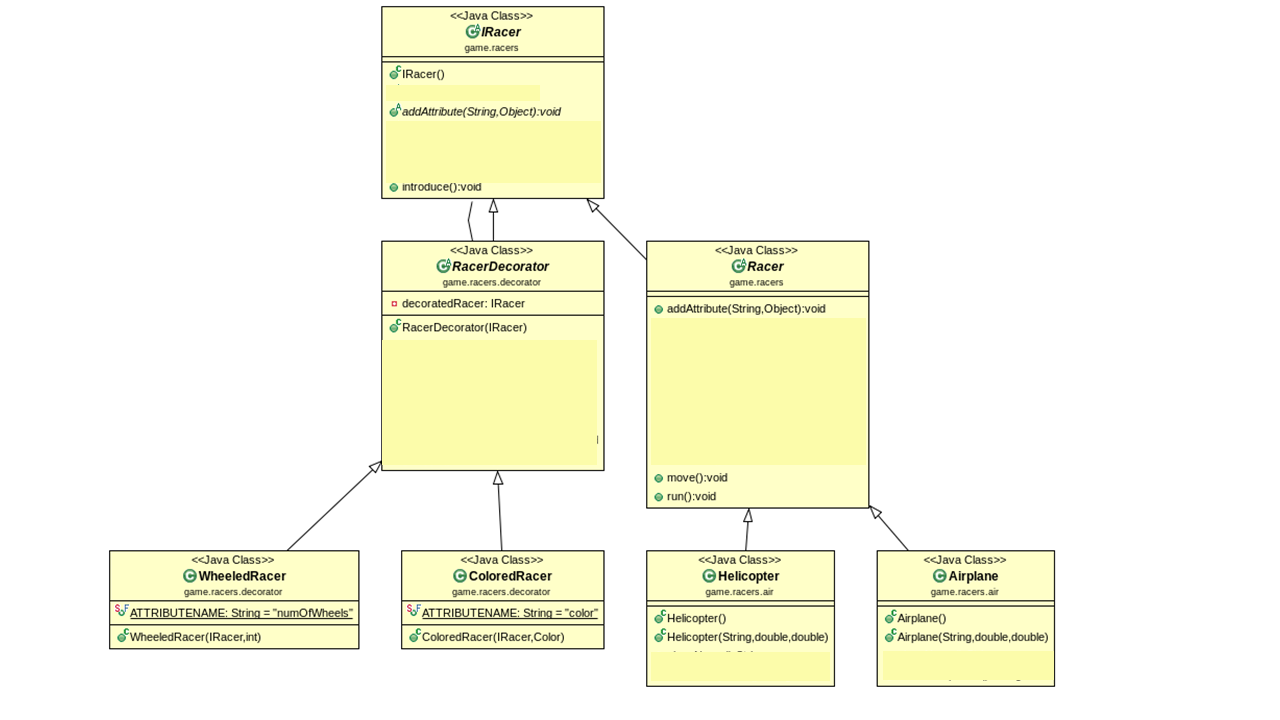 <<Java Class>>
IRacer
game.racers
IRacer()
addAttribute(String,Object):void
introduce():void
<<Java Class>>
RacerDecorator
game.racers.decorator
decoratedRacer: IRacer
RacerDecorator(IRacer)
<<Java Class>>
Racer
game.racers
addAttribute(String,Object):void
move():void
run():void
<<Java Class>>
WheeledRacer
game.racers.decorator
ATTRIBUTENAME: String = "numOfWheels"
WheeledRacer(IRacer,int)
<<Java Class>>
ColoredRacer
game.racers.decorator
ATTRIBUTENAME: String = "color"
ColoredRacer(IRacer,Color)
<<Java Class>>
Helicopter
game.racers.air
Helicopter()
Helicopter(String,double,double)
<<Java Class>>
Airplane
game.racers.air
Airplane()
Airplane(String,double,double)